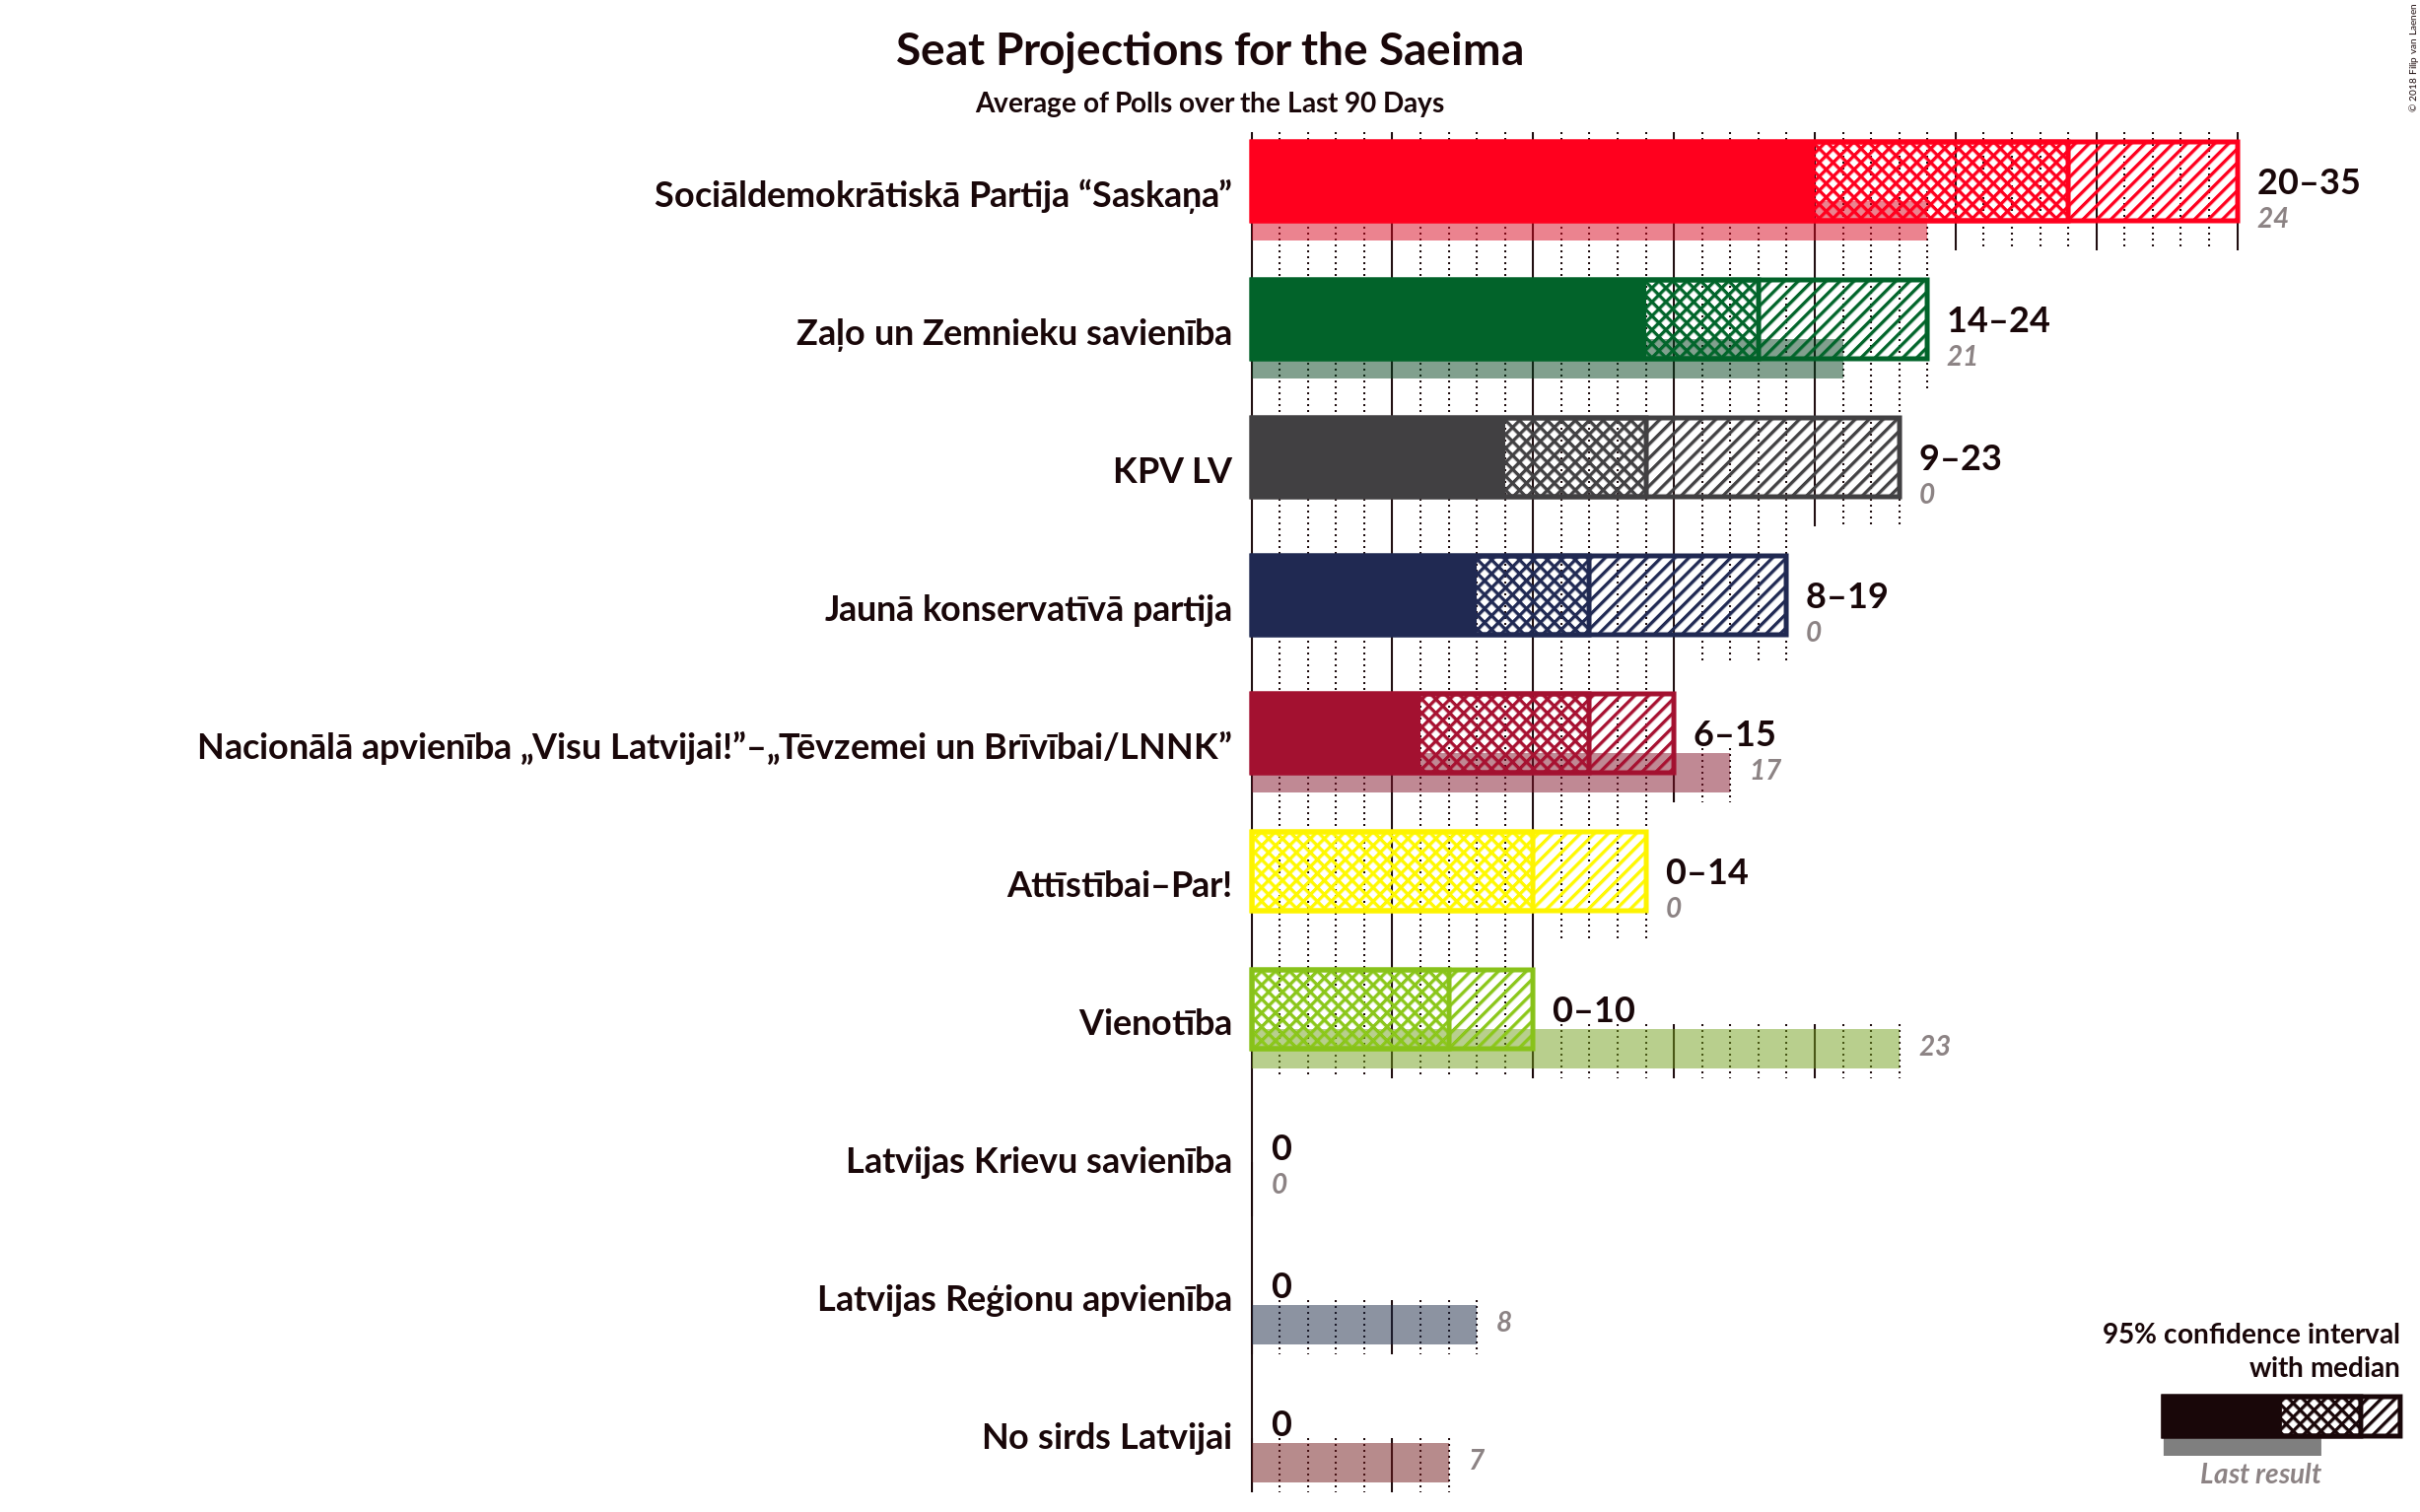 Seat Projections for the Saeima
Average of Polls over the Last 90 Days
© 2018 Filip van Laenen
Sociāldemokrātiskā Partija “Saskaņa”
20–35
24
Zaļo un Zemnieku savienība
14–24
21
KPV LV
9–23
0
Jaunā konservatīvā partija
8–19
0
Nacionālā apvienība „Visu Latvijai!”–„Tēvzemei un Brīvībai/LNNK”
6–15
17
Attīstībai–Par!
0–14
0
Vienotība
0–10
23
Latvijas Krievu savienība
0
0
Latvijas Reģionu apvienība
0
8
No sirds Latvijai
0
7
95% confidence interval
with median
Last result